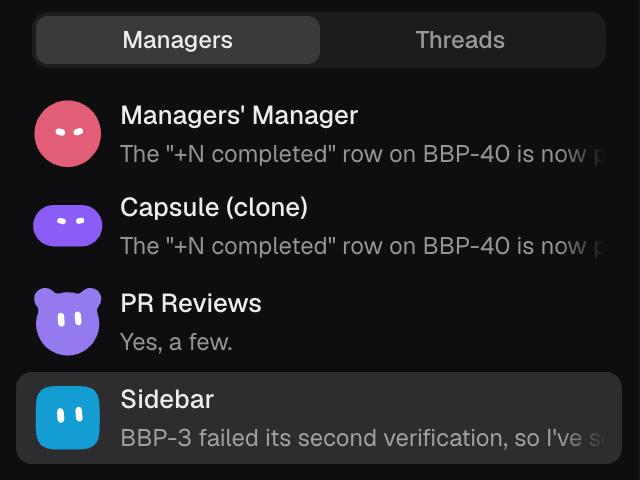 Managers
Threads
Managers' Manager
The "+N completed" row on BBP-40 is now
Capsule (clone)
The "+N completed" row on BBP-40 is now
PR Reviews
Yes, a few.
Sidebar
BBP-3 failed its second verification, so I've